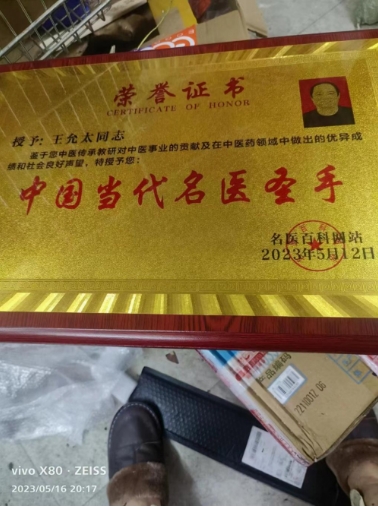 荣誉证书
CERTIFICATE OF HONOR
授予：王允太同志
鉴于您中医传承教研对中医事业的贡献及在中医药领域中做出的优异成
绩和社会良好声望，特授予您：
中国当代名医圣手
名医百科网站
2023年5月12日
vivo X80 · ZEISS
2023/05/16 20:17